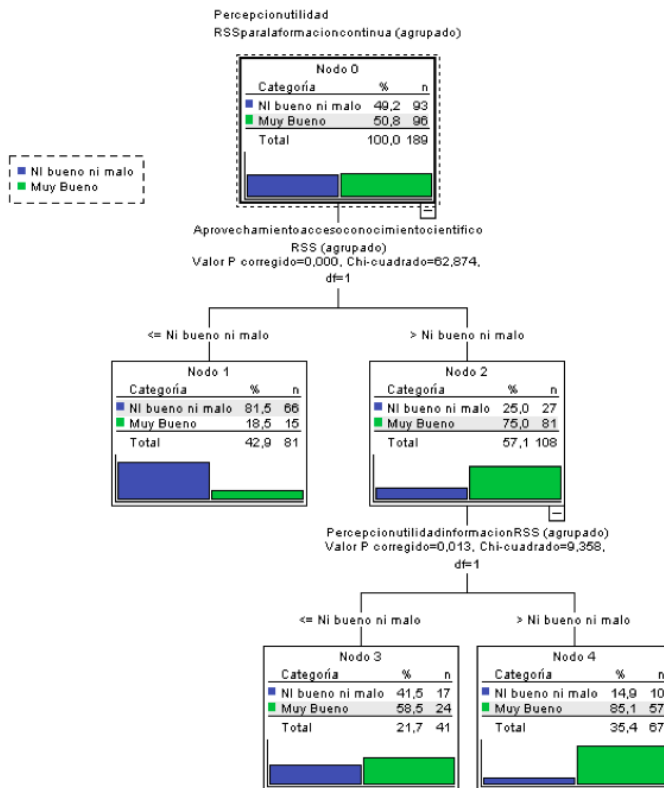 Percepcionutilidad
RSSparalaformacioncontinua (agrupado)
Nodo 0
Categoría % n
NI bueno ni malo 49,2 93
Muy Bueno 50,8 96
Total 100,0 189
NI bueno ni malo
Muy Bueno
Aprovechamientoaccesoconocimientocientifico
RSS (agrupado)
Valor P corregido=0,000, Chi-cuadrado=62,874,
df=1
<= Ni bueno ni malo
> Ni bueno ni malo
Nodo 1
Categoría % n
NI bueno ni malo 81,5 66
Muy Bueno 18,5 15
Total 42,9 81
Nodo 2
Categoría % n
NI bueno ni malo 25,0 27
Muy Bueno 75,0 81
Total 57,1 108
PercepcionutilidadinformacionRSS (agrupado)
Valor P corregido=0,013, Chi-cuadrado=9,358,
df=1
<= Ni bueno ni malo
> Ni bueno ni malo
Nodo 3
Categoría % n
NI bueno ni malo 41,5 17
Muy Bueno 58,5 24
Total 21,7 41
Nodo 4
Categoría % n
NI bueno ni malo 14,9 10
Muy Bueno 85,1 57
Total 35,4 67